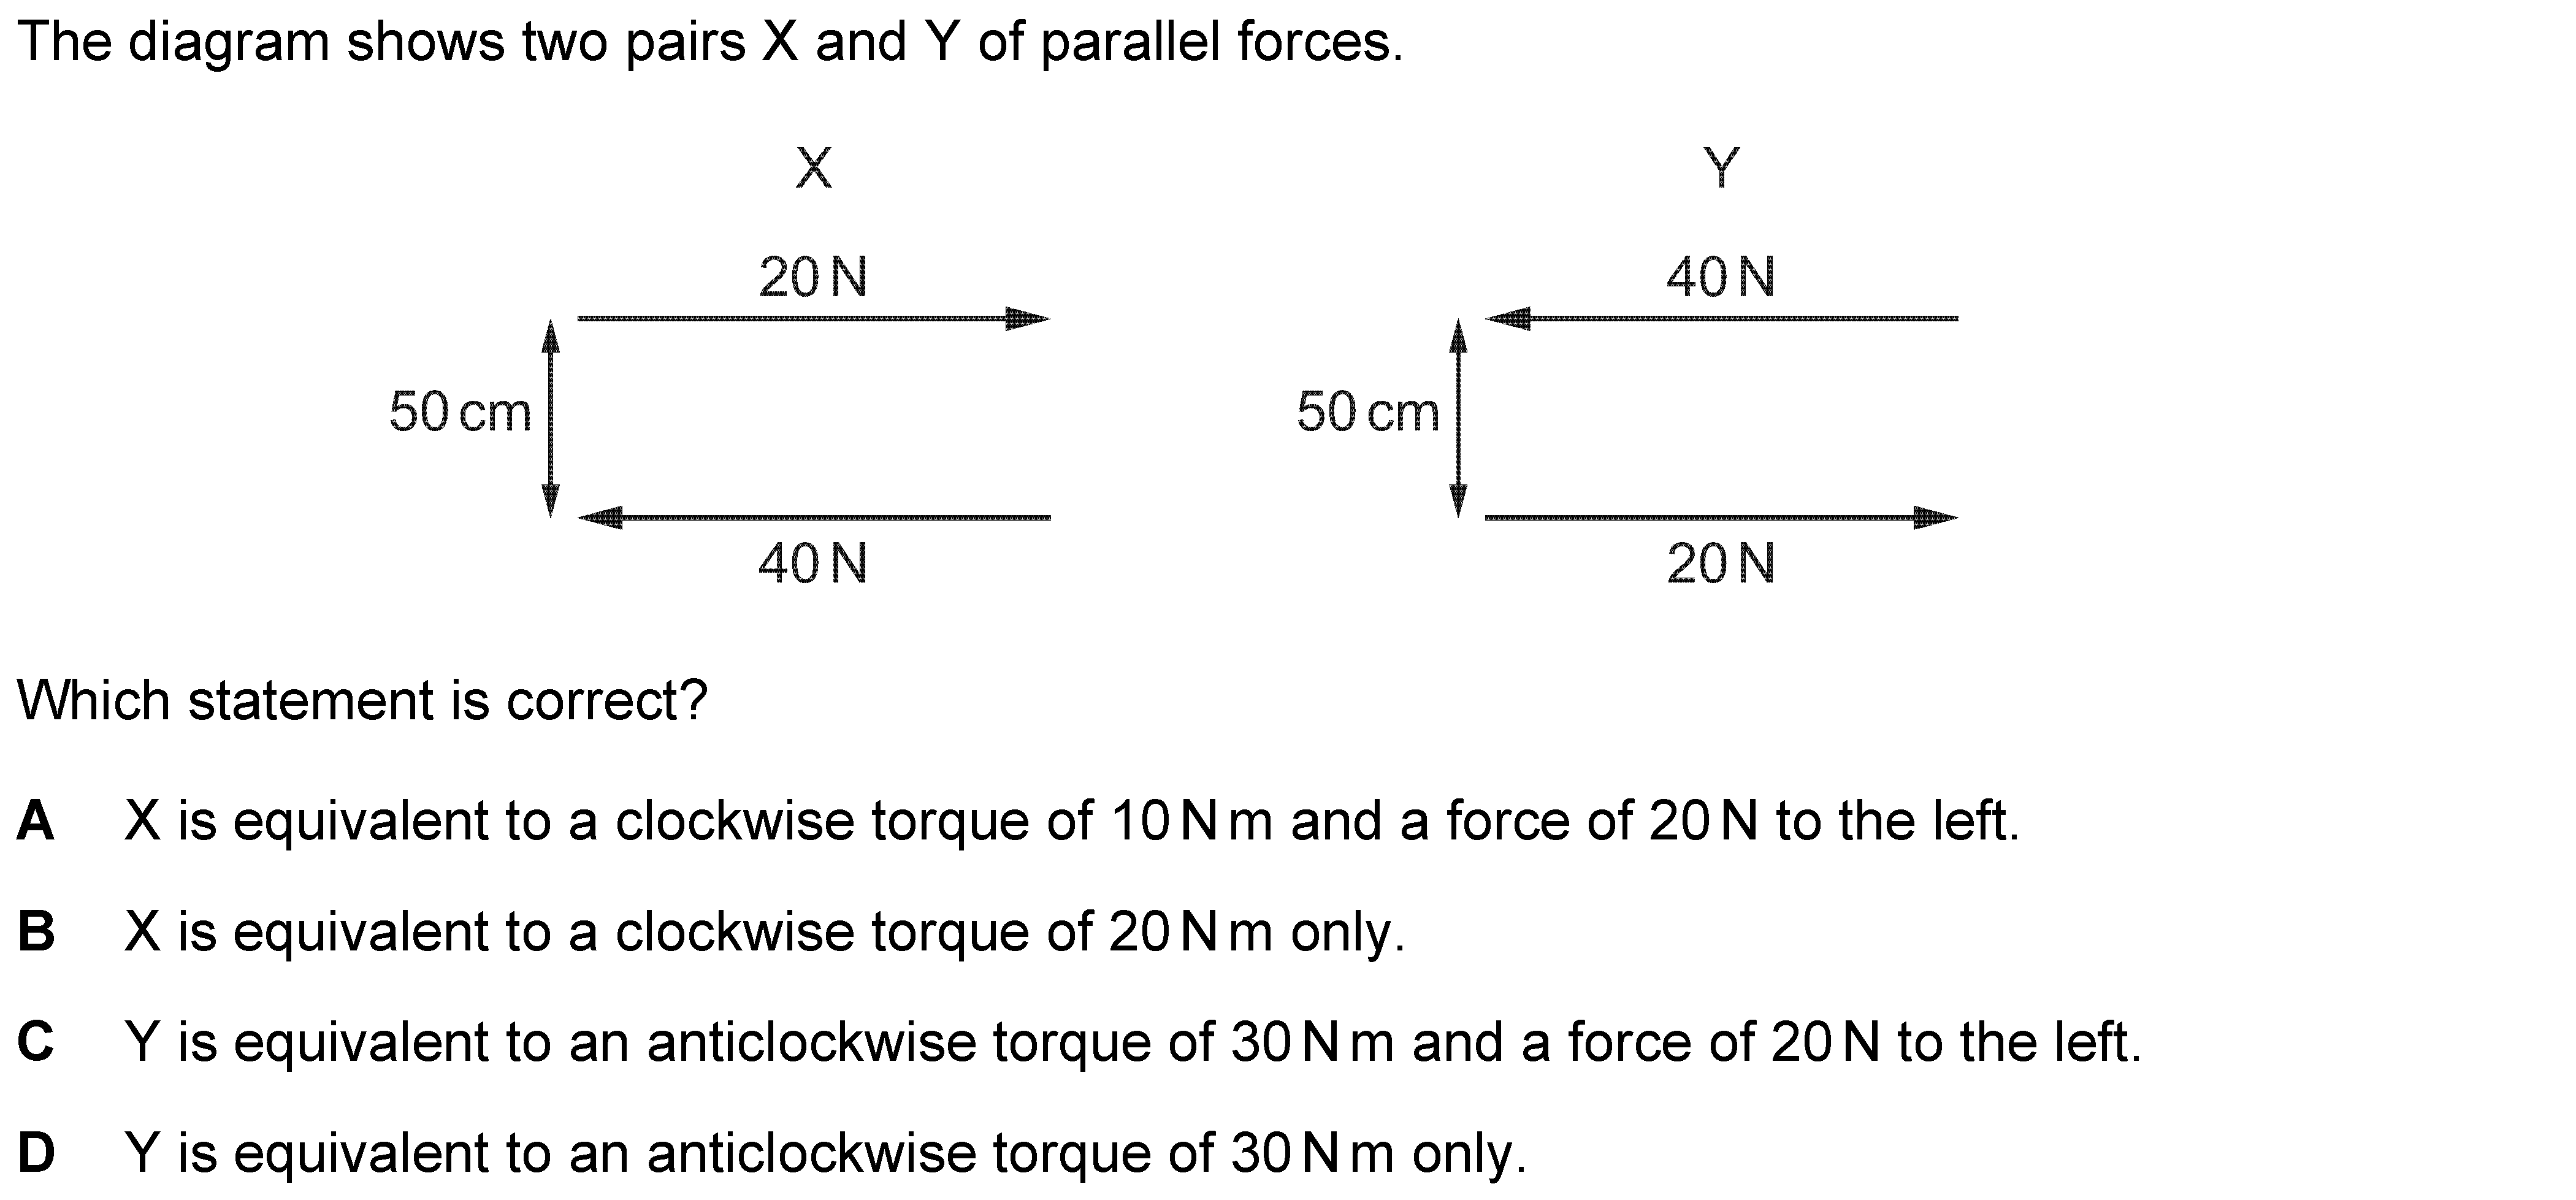 The diagram shows two pairs X and Y of parallel forces.
X
Y
20 N
40 N
50 cm
50 cm
40 N
20 N
Which statement is correct?
A X is equivalent to a clockwise torque of 10 N m and a force of 20 N to the left.
B X is equivalent to a clockwise torque of 20 N m only.
C Y is equivalent to an anticlockwise torque of 30 N m and a force of 20 N to the left.
D Y is equivalent to an anticlockwise torque of 30 N m only.